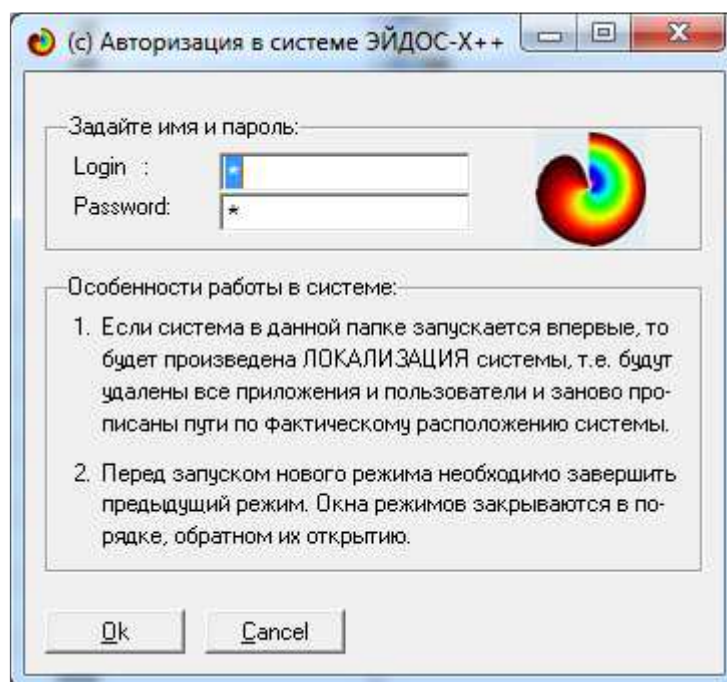 (c) Авторизация в системе ЭЙДОС-X++
Задайте имя и пароль:
Login :
*
Password:
*
Особенности работы в системе:
1. Если система в данной папке запускается впервые, то
будет произведена ЛОКАЛИЗАЦИЯ системы, т.е. будут
удалены все приложения и пользователи и заново про-
писаны пути по фактическому расположению системы.
2. Перед запуском нового режима необходимо завершить
предыдущий режим. Окна режимов закрываются в по-
рядке, обратном их открытию.
Ok
Cancel